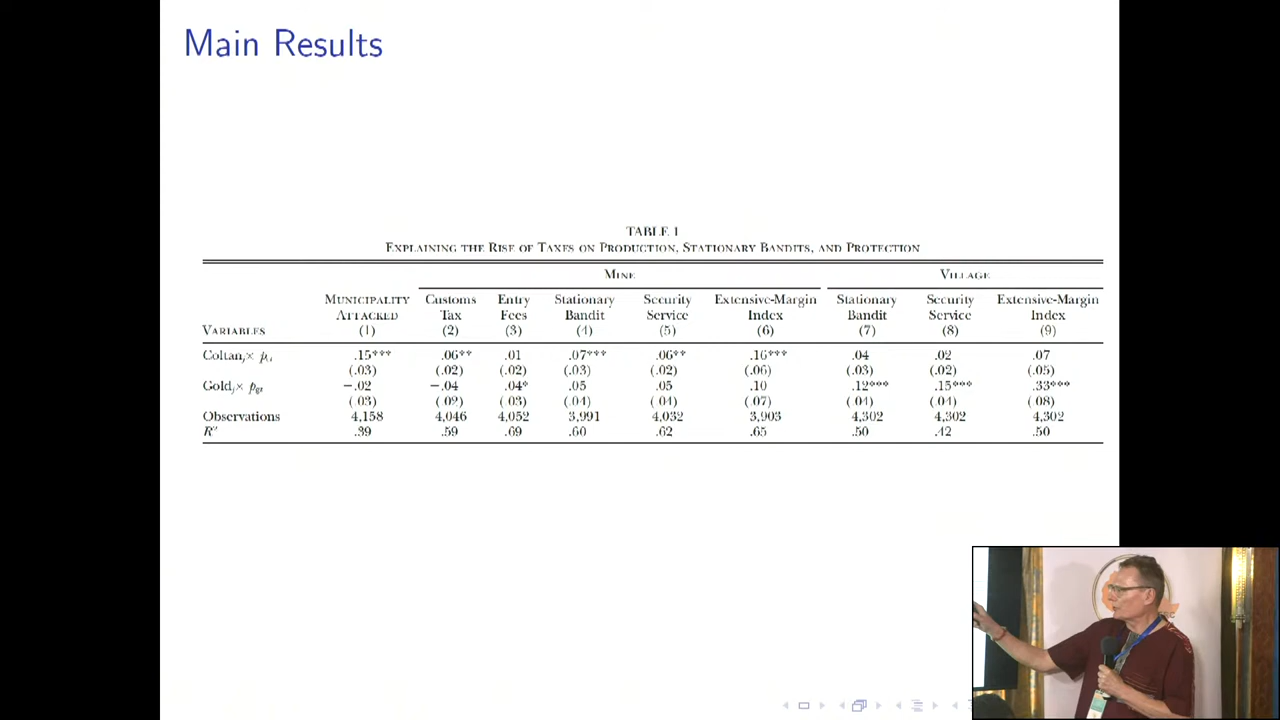 Main Results
TABLE 1
EXPLAINING THE RISE OF TAXES ON PRODUCTION, STATIONARY BANDITS, AND PROTECTION
MINE VILLAGE
MUNICIPALITY Customs Entry Stationary Security Extensive-Margin Stationary Security Extensive-Margin
ATTACKED Tax Fees Bandit Service Index Bandit Service Index
VARIABLES (1) (2) (3) (4) (5) (6) (7) (8) (9)
Coltan × .15*** .06** .01 .07*** .06** .16*** .04 .02 .07
(.03) (.02) (.02) (.03) (.02) (.06) (.03) (.02) (.05)
Gold × −.02 −.04 .04* .05 .05 .10 .12*** .15*** .33***
(.03) (.02) (.03) (.04) (.04) (.07) (.04) (.04) (.08)
Observations 4,158 4,046 4,052 3,991 4,032 3,903 4,302 4,302 4,302
R² .39 .59 .69 .60 .62 .65 .50 .42 .50